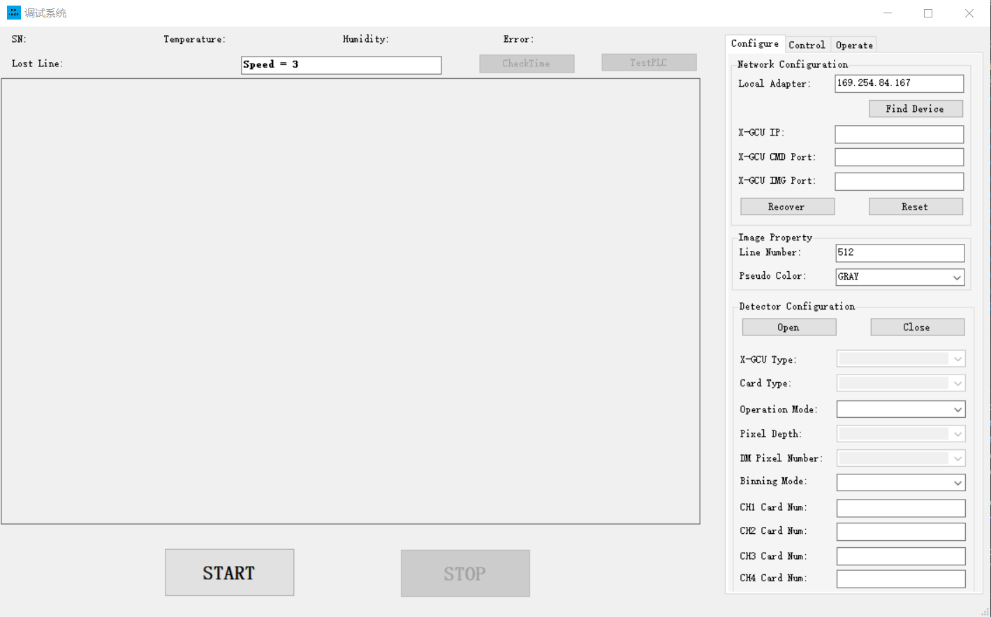 调试系统
SN: Temperature: Humidity: Error:
Lost Line: Speed = 3 CheckTime TestPLC
START STOP
Configure Control Operate
Network Configuration
Local Adapter: 169.254.84.167
Find Device
X-GCU IP:
X-GCU CMD Port:
X-GCU IMG Port:
Recover Reset
Image Property
Line Number: 512
Pseudo Color: GRAY
Detector Configuration
Open Close
X-GCU Type:
Card Type:
Operation Mode:
Pixel Depth:
DM Pixel Number:
Binning Mode:
CH1 Card Num:
CH2 Card Num:
CH3 Card Num:
CH4 Card Num: